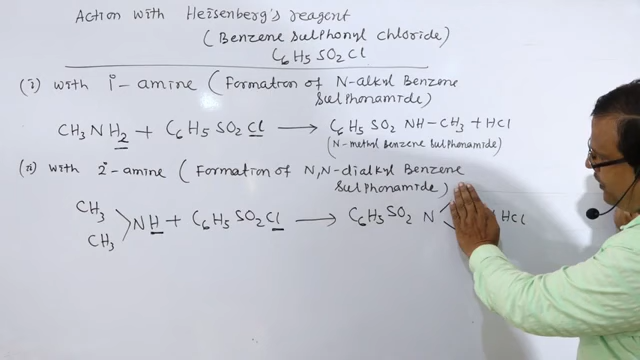 Action with Heisenberg's reagent
(Benzene Sulphonyl chloride)
C6H5SO2Cl
(i) with 1°-amine (Formation of N-alkyl Benzene
Sulphonamide)
CH3NH2 + C6H5SO2Cl → C6H5SO2NH-CH3 + HCl
(N-methyl Benzene Sulphonamide)
(ii) with 2°-amine (Formation of N,N-dialkyl Benzene
Sulphonamide)
CH3
NH + C6H5SO2Cl → C6H5SO2N HCl
CH3